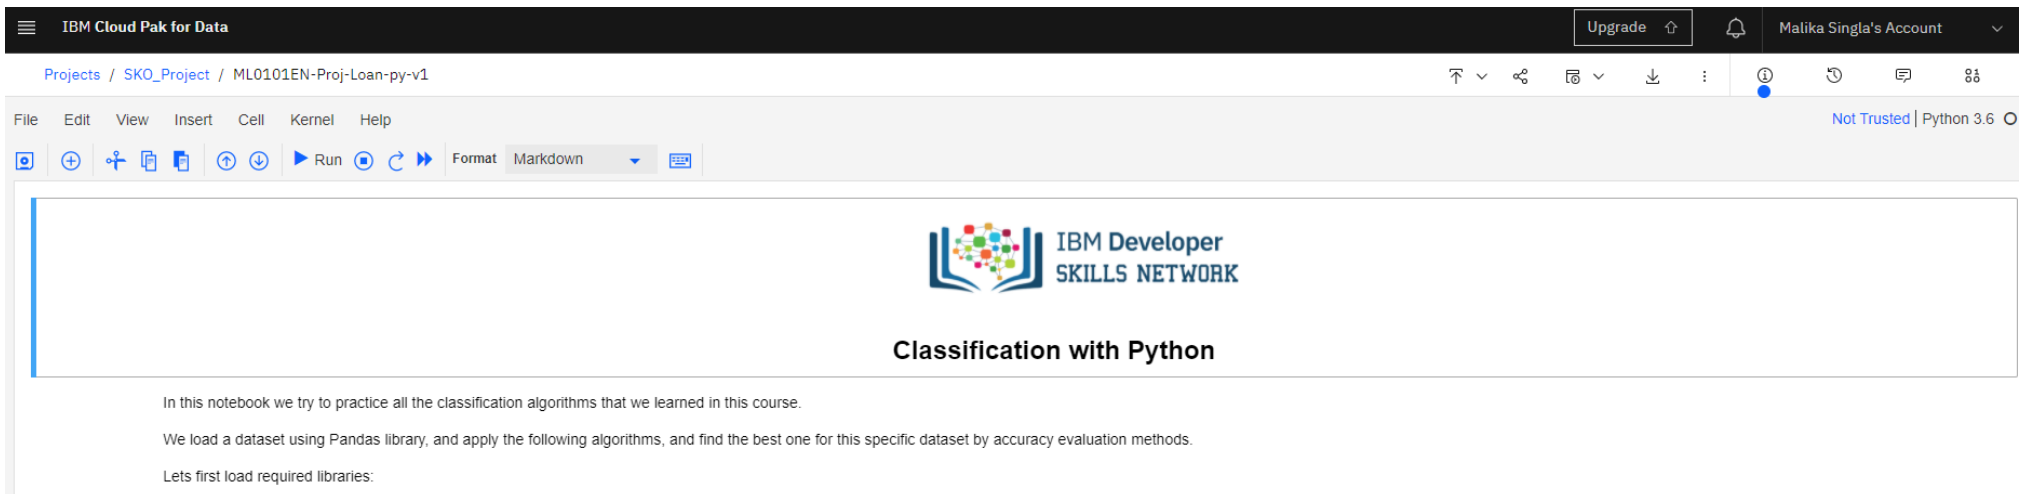 IBM Cloud Pak for Data Upgrade Malika Singla's Account
Projects / SKO_Project / ML0101EN-Proj-Loan-py-v1
File Edit View Insert Cell Kernel Help Not Trusted | Python 3.6
Run Format Markdown
IBM Developer
SKILLS NETWORK
Classification with Python
In this notebook we try to practice all the classification algorithms that we learned in this course.
We load a dataset using Pandas library, and apply the following algorithms, and find the best one for this specific dataset by accuracy evaluation methods.
Lets first load required libraries: